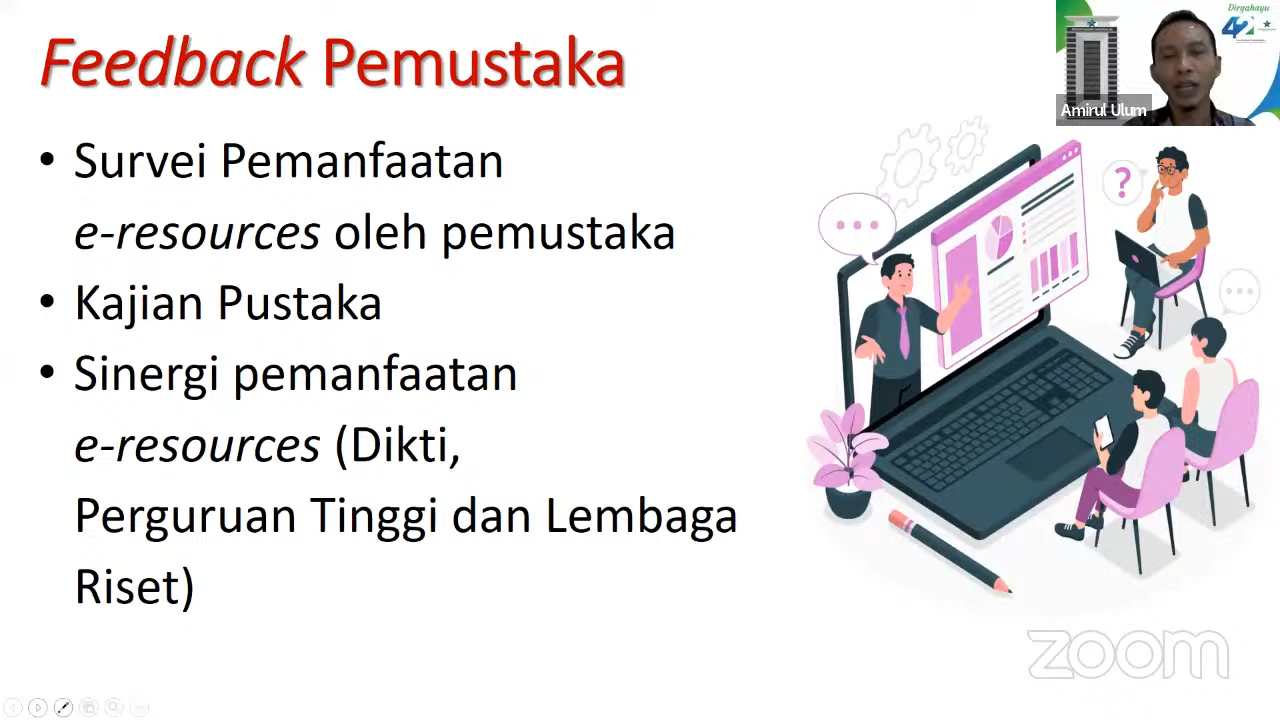 Feedback Pemustaka
Dirgahayu
42
Amirul Ulum
• Survei Pemanfaatan
e-resources oleh pemustaka
• Kajian Pustaka
• Sinergi pemanfaatan
e-resources (Dikti,
Perguruan Tinggi dan Lembaga
Riset)
?
zoom